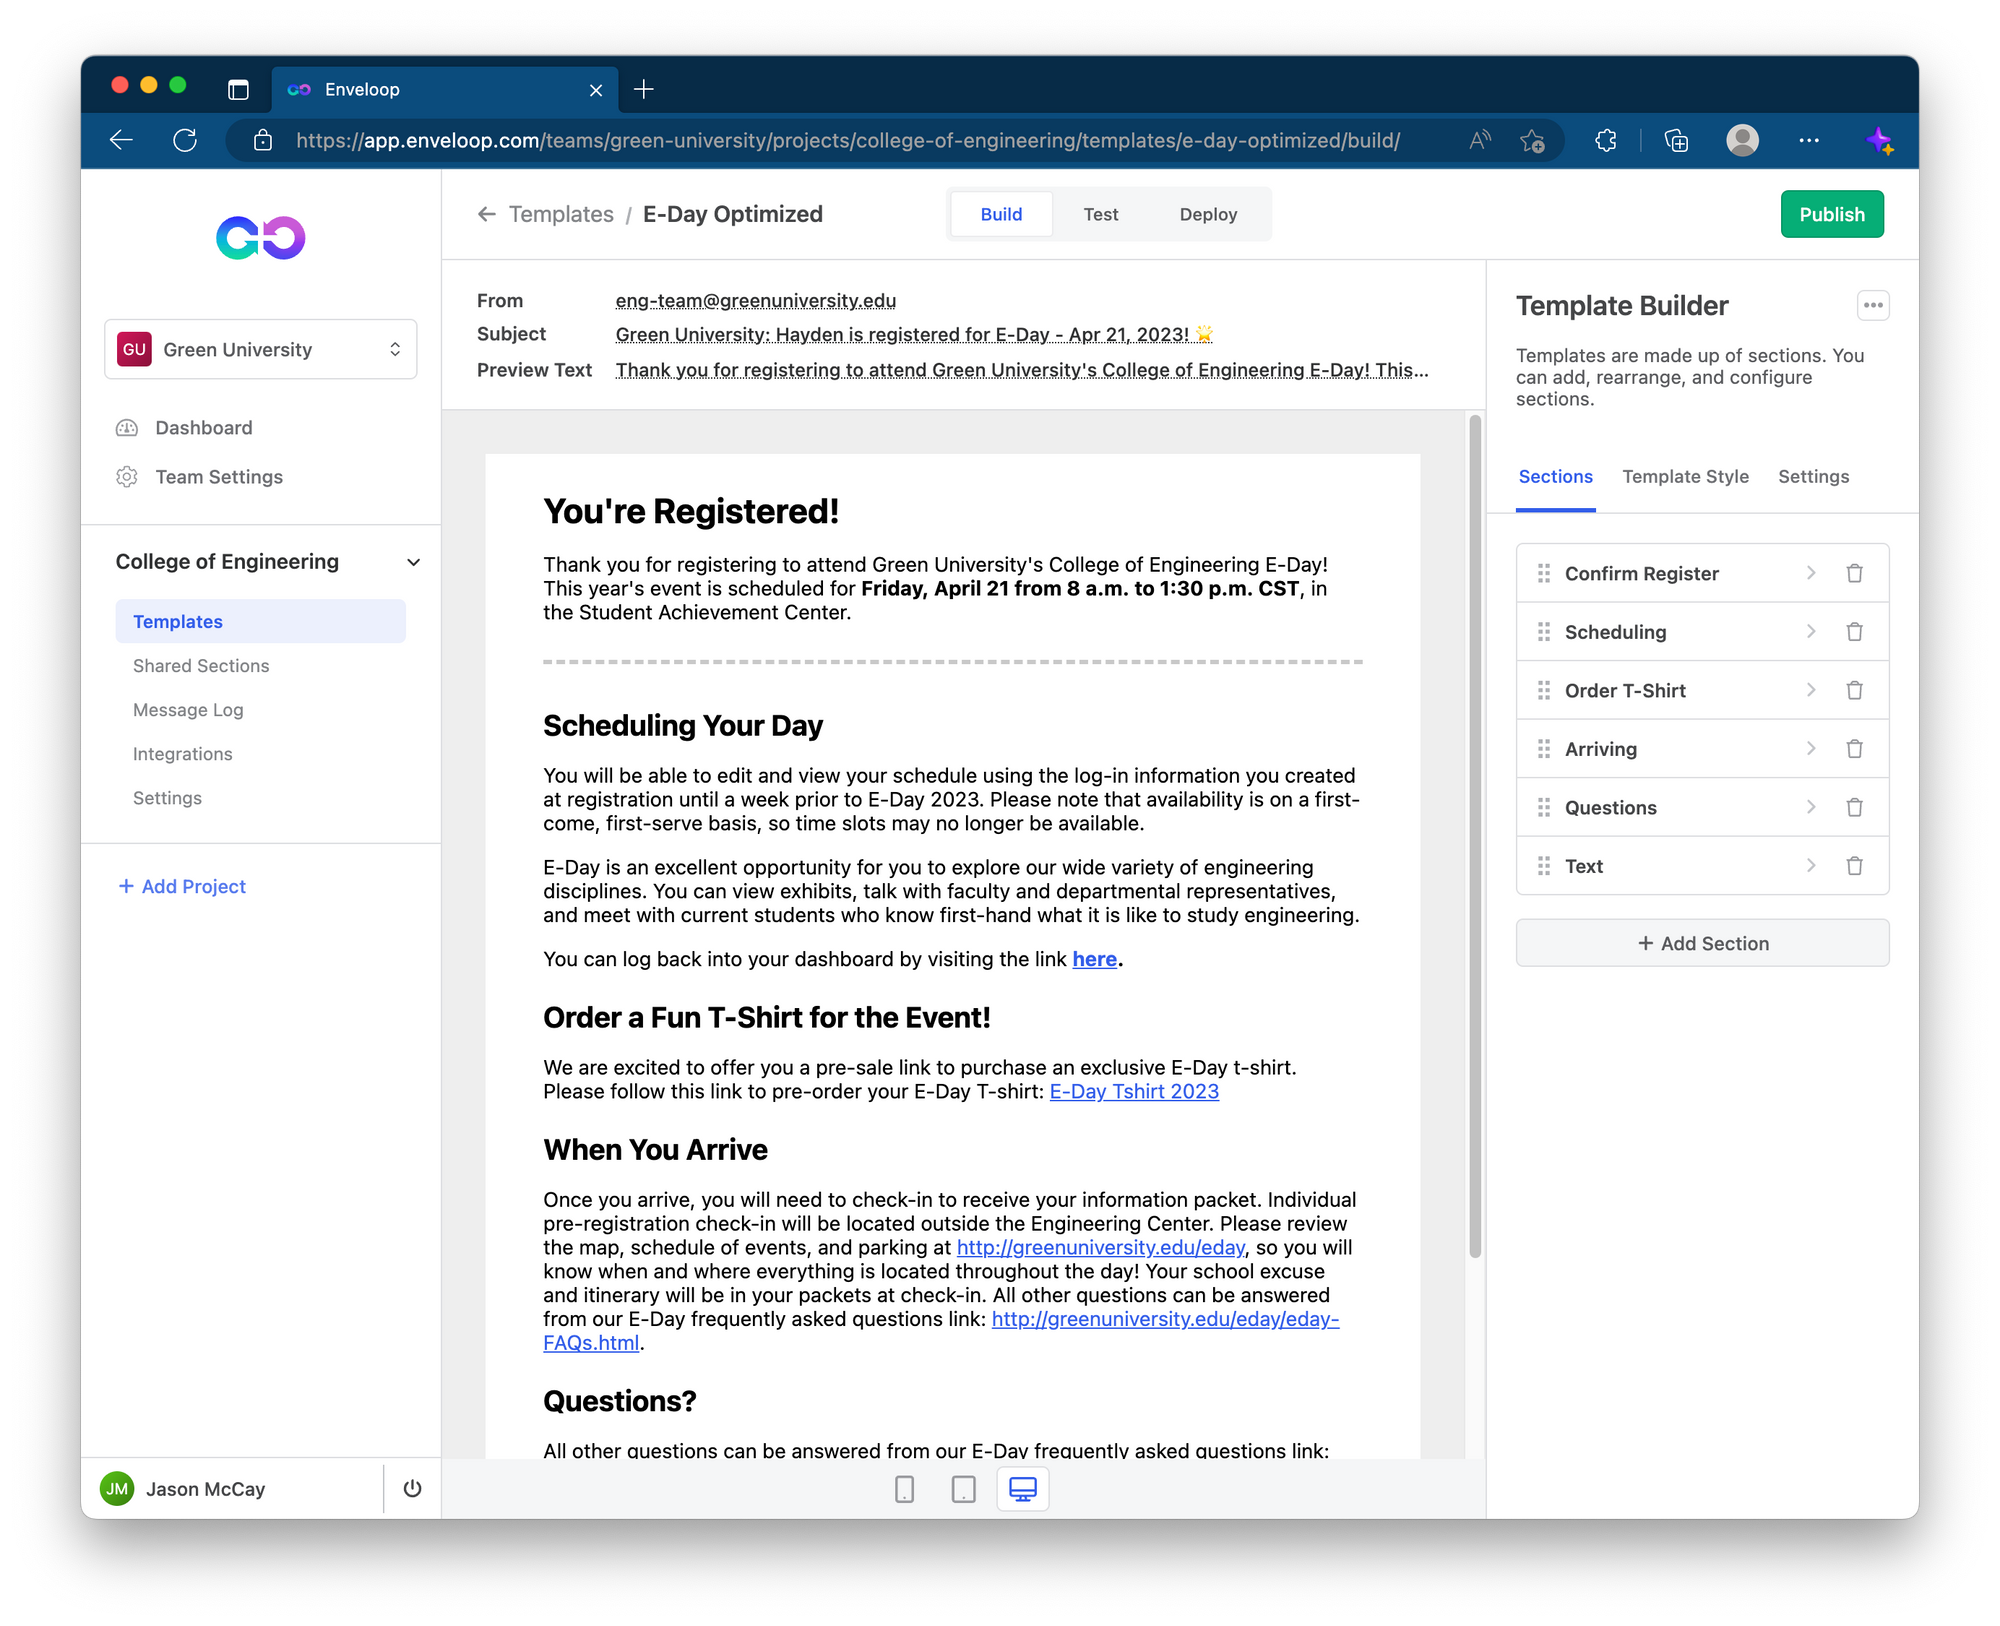 Enveloop
https://app.enveloop.com/teams/green-university/projects/college-of-engineering/templates/e-day-optimized/build/
GU Green University
Dashboard
Team Settings
College of Engineering
Templates
Shared Sections
Message Log
Integrations
Settings
+ Add Project
JM Jason McCay
← Templates / E-Day Optimized
Build Test Deploy
Publish
From eng-team@greenuniversity.edu
Subject Green University: Hayden is registered for E-Day - Apr 21, 2023! 🌟
Preview Text Thank you for registering to attend Green University's College of Engineering E-Day! This...
You're Registered!
Thank you for registering to attend Green University's College of Engineering E-Day!
This year's event is scheduled for Friday, April 21 from 8 a.m. to 1:30 p.m. CST, in
the Student Achievement Center.
Scheduling Your Day
You will be able to edit and view your schedule using the log-in information you created
at registration until a week prior to E-Day 2023. Please note that availability is on a first-
come, first-serve basis, so time slots may no longer be available.
E-Day is an excellent opportunity for you to explore our wide variety of engineering
disciplines. You can view exhibits, talk with faculty and departmental representatives,
and meet with current students who know first-hand what it is like to study engineering.
You can log back into your dashboard by visiting the link here.
Order a Fun T-Shirt for the Event!
We are excited to offer you a pre-sale link to purchase an exclusive E-Day t-shirt.
Please follow this link to pre-order your E-Day T-shirt: E-Day Tshirt 2023
When You Arrive
Once you arrive, you will need to check-in to receive your information packet. Individual
pre-registration check-in will be located outside the Engineering Center. Please review
the map, schedule of events, and parking at http://greenuniversity.edu/eday, so you will
know when and where everything is located throughout the day! Your school excuse
and itinerary will be in your packets at check-in. All other questions can be answered
from our E-Day frequently asked questions link: http://greenuniversity.edu/eday/eday-
FAQs.html.
Questions?
All other questions can be answered from our E-Day frequently asked questions link:
Template Builder
Templates are made up of sections. You
can add, rearrange, and configure
sections.
Sections Template Style Settings
Confirm Register
Scheduling
Order T-Shirt
Arriving
Questions
Text
+ Add Section